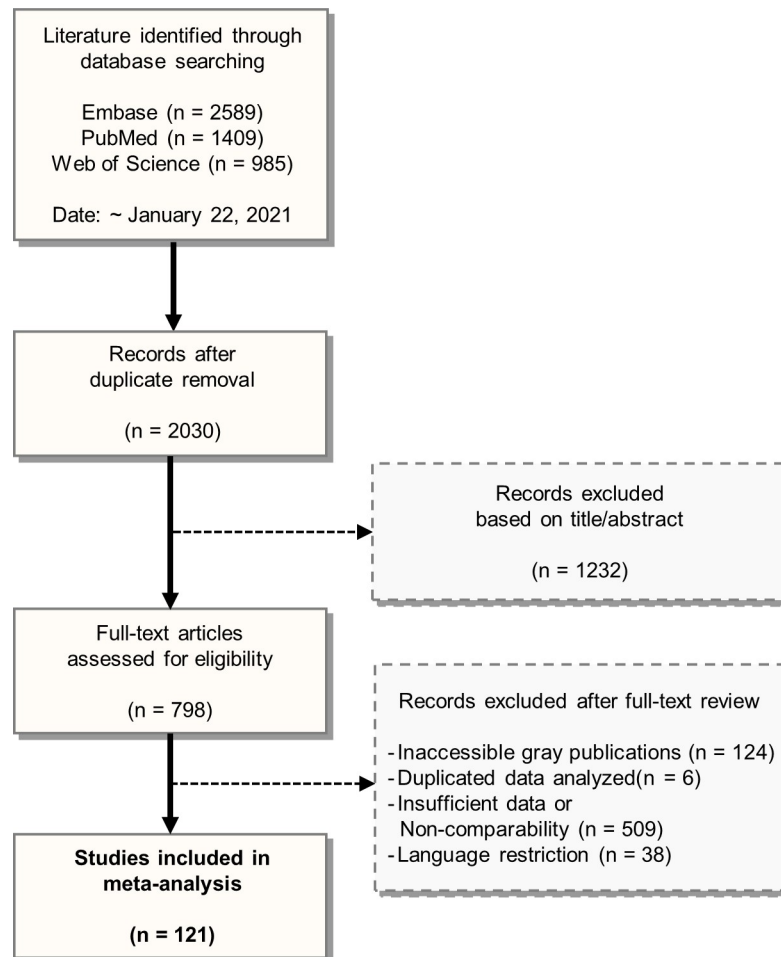 Literature identified through
database searching
Embase (n = 2589)
PubMed (n = 1409)
Web of Science (n = 985)
Date: ~ January 22, 2021
Records after
duplicate removal
(n = 2030)
Records excluded
based on title/abstract
(n = 1232)
Full-text articles
assessed for eligibility
(n = 798)
Records excluded after full-text review
-Inaccessible gray publications (n = 124)
-Duplicated data analyzed(n = 6)
-Insufficient data or
Non-comparability (n = 509)
-Language restriction (n = 38)
Studies included in
meta-analysis
(n = 121)